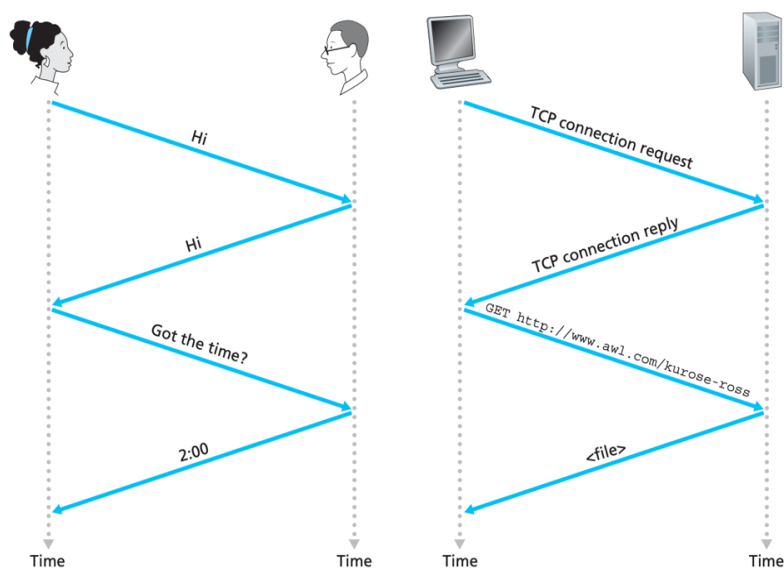 Hi
Hi
Got the time?
2:00
Time
Time
TCP connection request
TCP connection reply
GET http://www.awl.com/kurose-ross
<file>
Time
Time